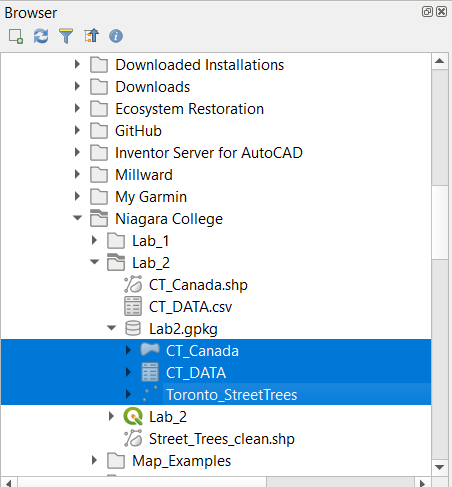 Browser
Downloaded Installations
Downloads
Ecosystem Restoration
GitHub
Inventor Server for AutoCAD
Millward
My Garmin
Niagara College
Lab_1
Lab_2
CT_Canada.shp
CT_DATA.csv
Lab2.gpkg
CT_Canada
CT_DATA
Toronto_StreetTrees
Lab_2
Street_Trees_clean.shp
Map_Examples